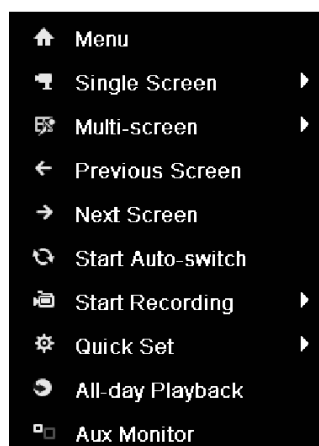 Menu
Single Screen
Multi-screen
Previous Screen
Next Screen
Start Auto-switch
Start Recording
Quick Set
All-day Playback
Aux Monitor